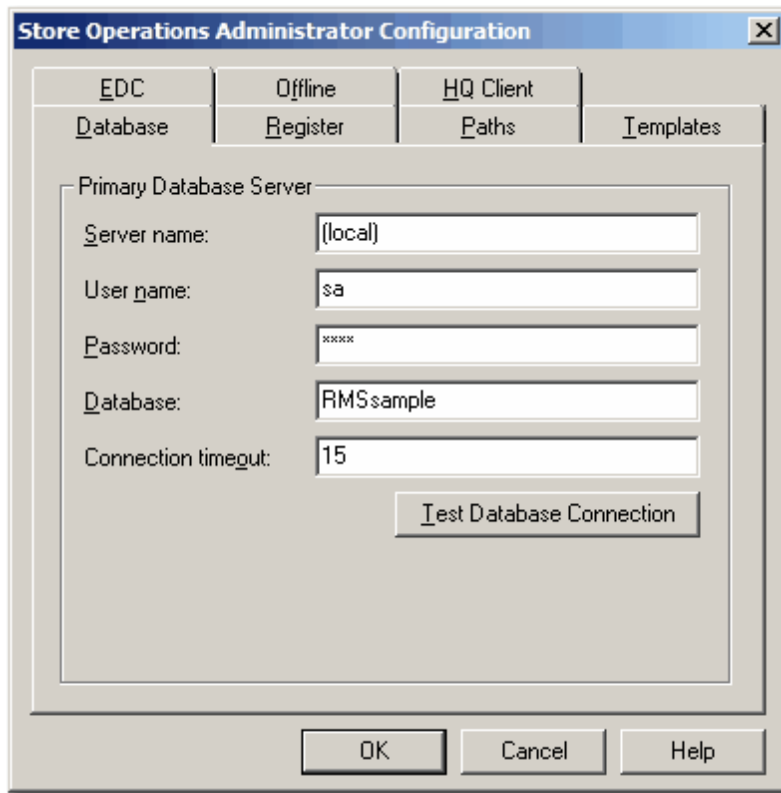 Store Operations Administrator Configuration
EDC Offline HQ Client
Database Register Paths Templates
Primary Database Server
Server name: (local)
User name: sa
Password: ****
Database: RMSsample
Connection timeout: 15
Test Database Connection
OK Cancel Help